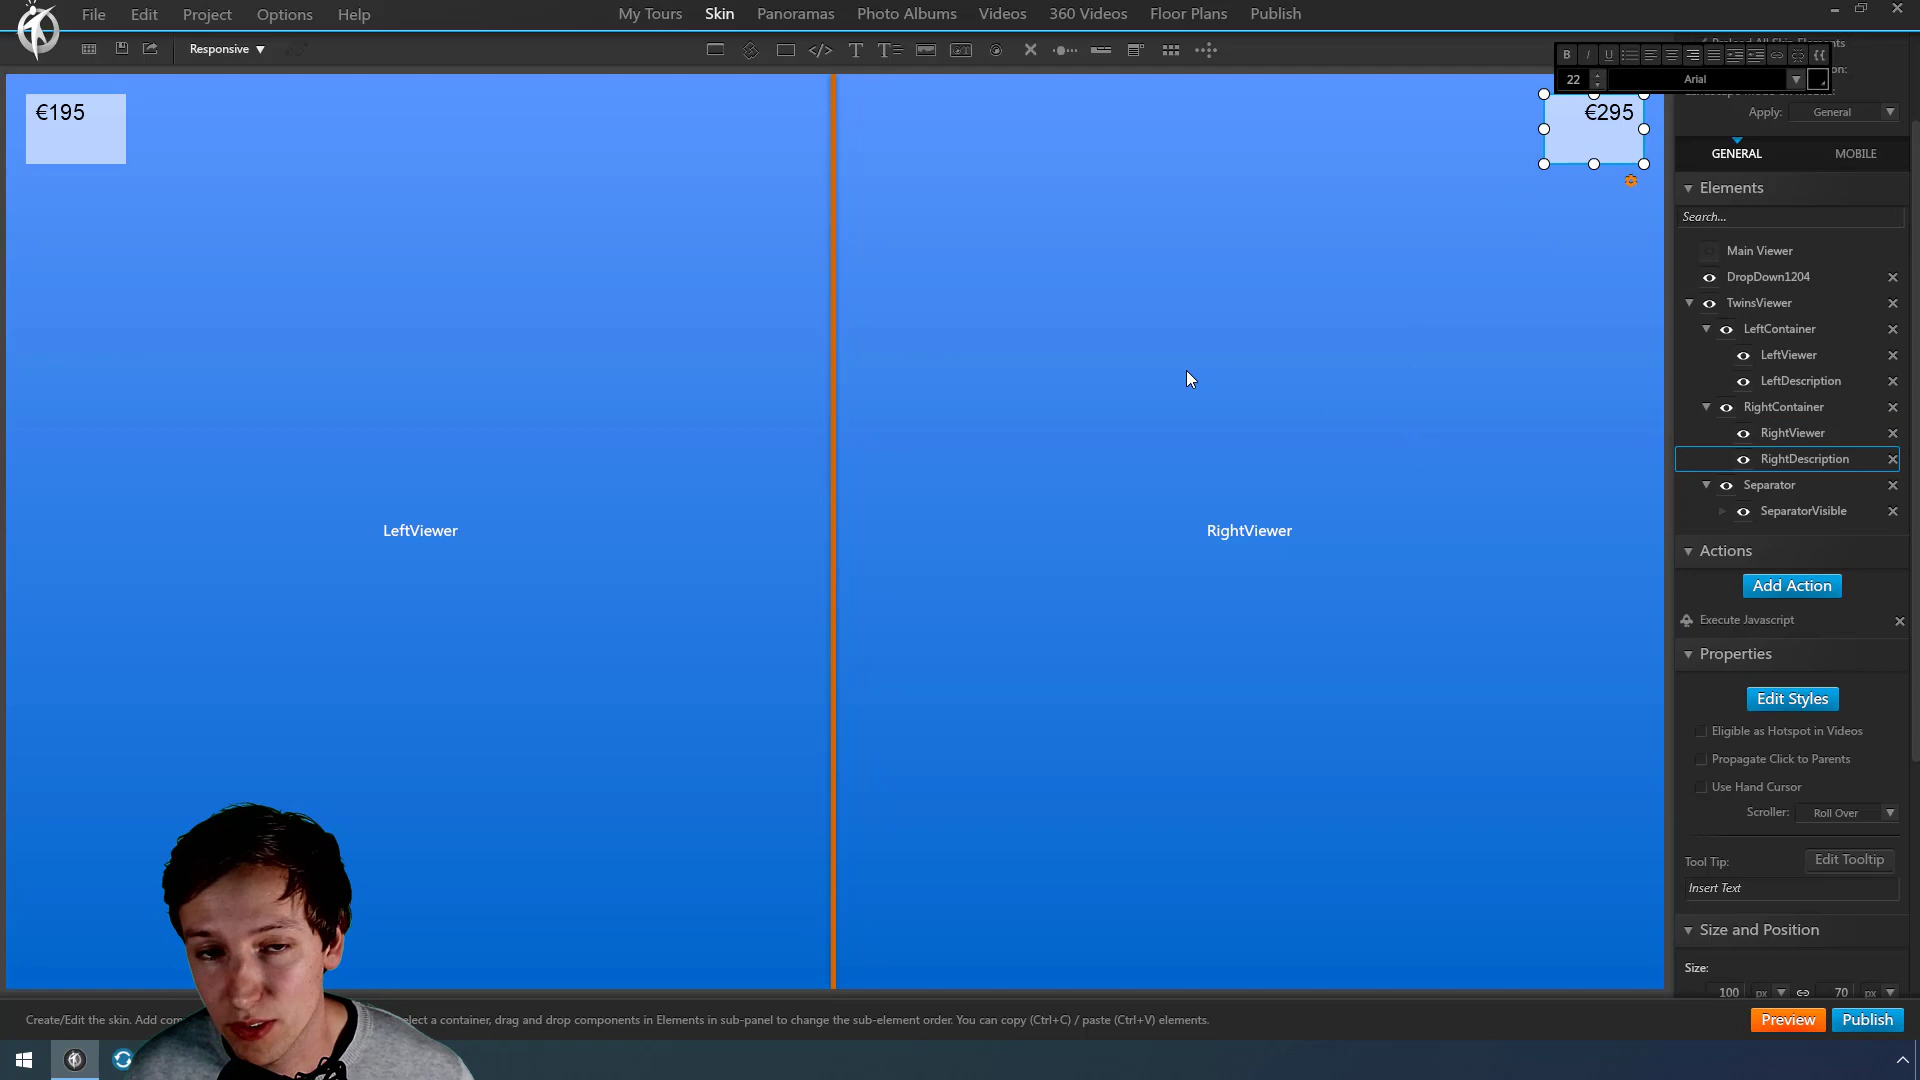 File Edit Project Options Help My Tours Skin Panoramas Photo Albums Videos 360 Videos Floor Plans Publish
Responsive
B I U
22 Arial
Apply: General
€195
€295
GENERAL MOBILE
Elements
Search...
Main Viewer
DropDown1204
TwinsViewer
LeftContainer
LeftViewer
LeftDescription
RightContainer
RightViewer
RightDescription
Separator
SeparatorVisible
LeftViewer
RightViewer
Actions
Add Action
Execute Javascript
Properties
Edit Styles
Eligible as Hotspot in Videos
Propagate Click to Parents
Use Hand Cursor
Scroller: Roll Over
Tool Tip: Edit Tooltip
Insert Text
Size and Position
Size:
100 px 70 px
Create/Edit the skin. Add com
lect a container, drag and drop components in Elements in sub-panel to change the sub-element order. You can copy (Ctrl+C) / paste (Ctrl+V) elements.
Preview Publish